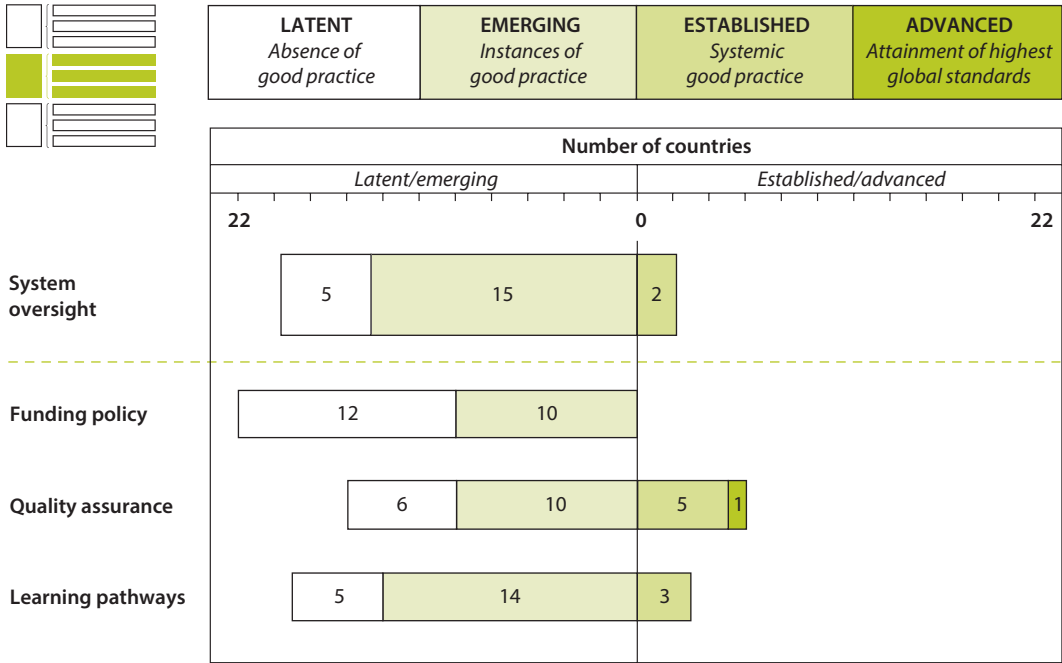 LATENT
Absence of
good practice
EMERGING
Instances of
good practice
ESTABLISHED
Systemic
good practice
ADVANCED
Attainment of highest
global standards
Number of countries
Latent/emerging
Established/advanced
22
0
22
System
oversight
5
15
2
Funding policy
12
10
Quality assurance
6
10
5
1
Learning pathways
5
14
3